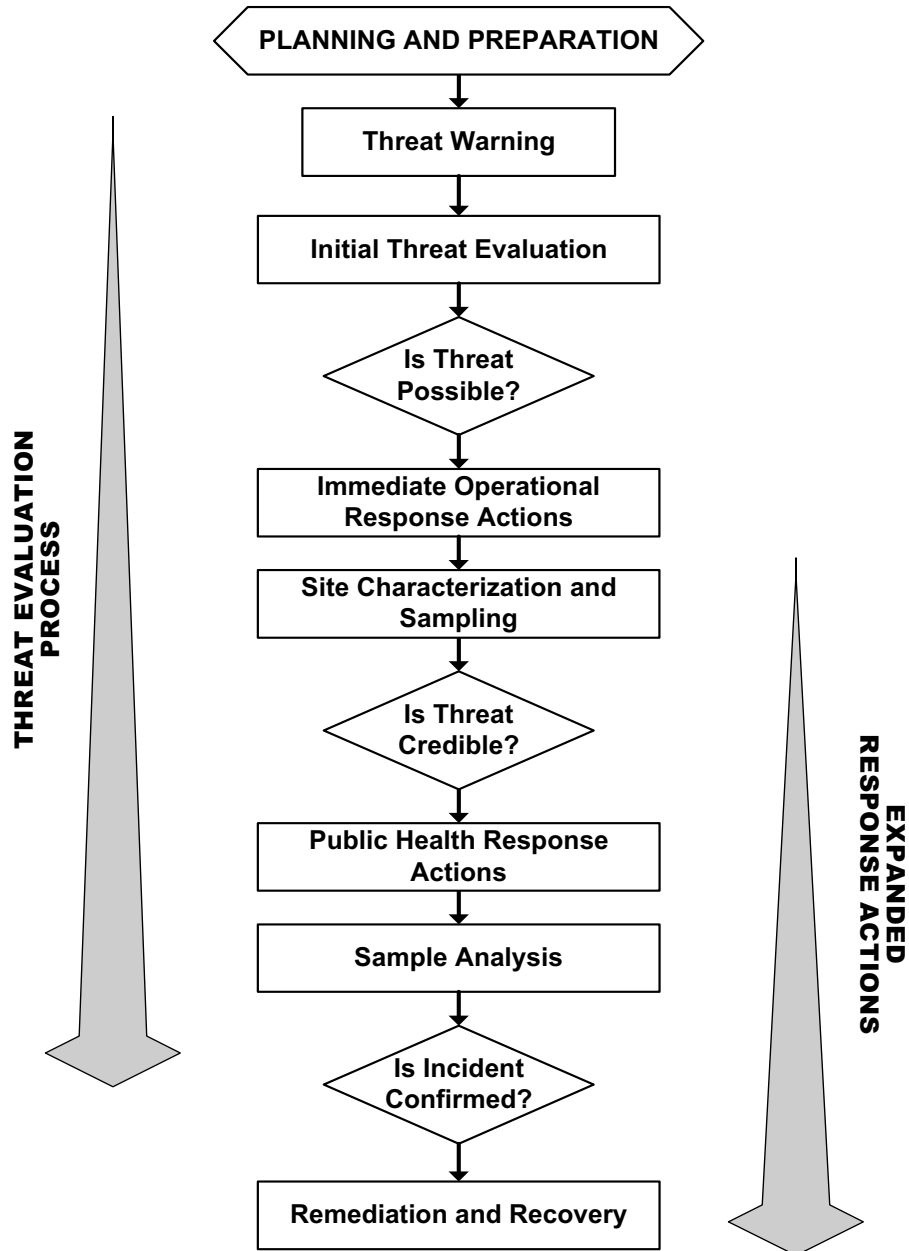 PLANNING AND PREPARATION
Threat Warning
Initial Threat Evaluation
Is Threat
Possible?
Immediate Operational
Response Actions
Site Characterization and
Sampling
Is Threat
Credible?
Public Health Response
Actions
Sample Analysis
Is Incident
Confirmed?
Remediation and Recovery
THREAT EVALUATION
PROCESS
EXPANDED
RESPONSE ACTIONS